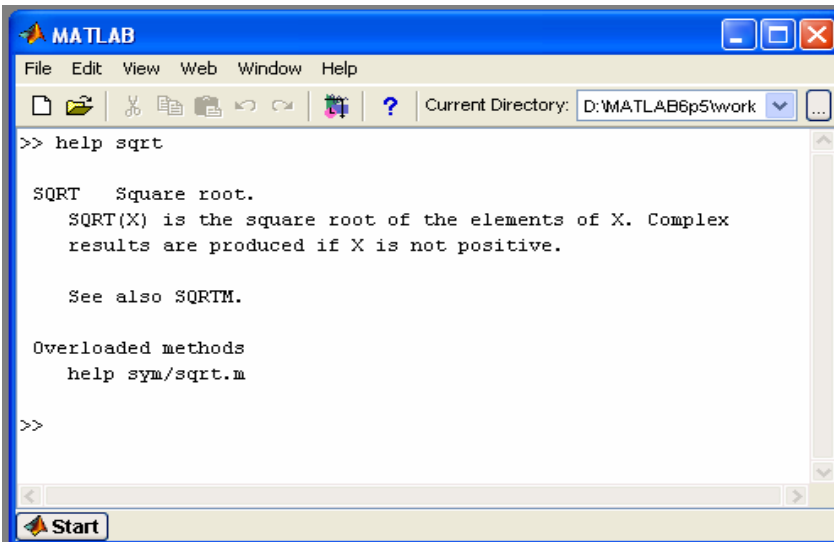 MATLAB
File Edit View Web Window Help
? Current Directory: D:\MATLAB6p5\work ...
>> help sqrt
SQRT Square root.
SQRT(X) is the square root of the elements of X. Complex
results are produced if X is not positive.
See also SQRTM.
Overloaded methods
help sym/sqrt.m
>>
Start